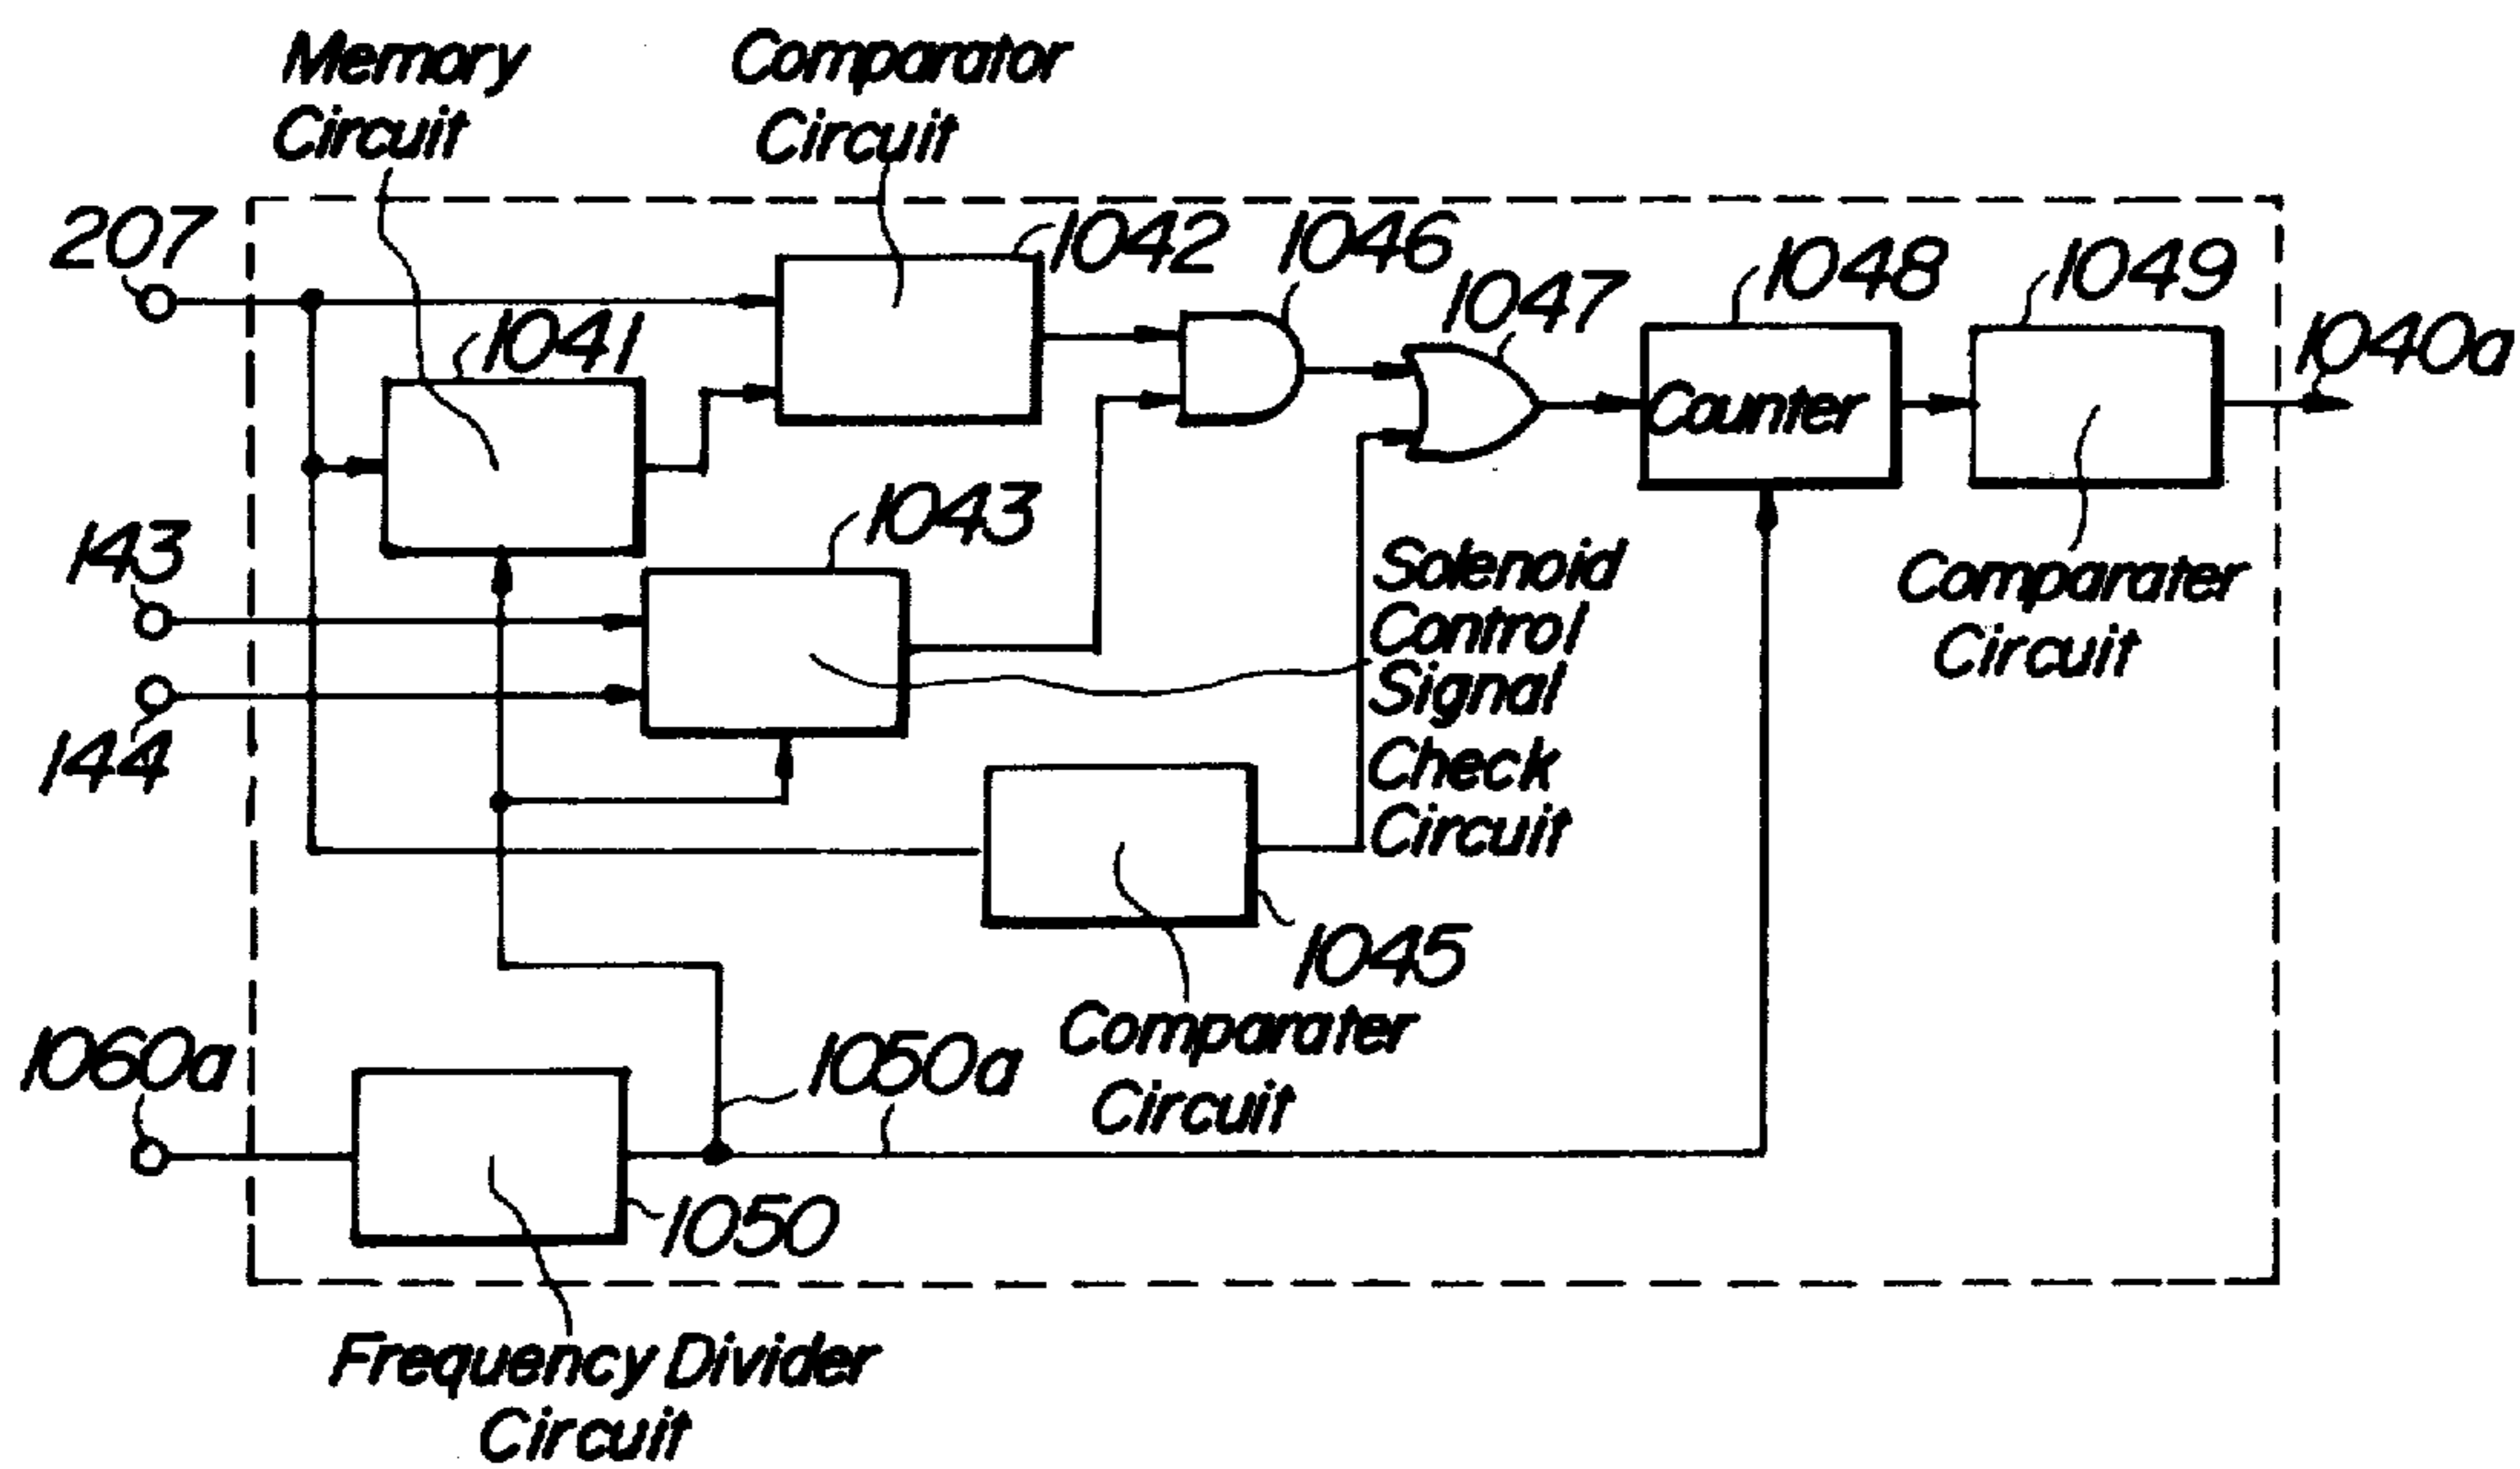 Memory
Circuit
Comparator
Circuit
207
1042
1046
1047
1048
1049
1040a
1041
Counter
143
1043
Solenoid
Control
Signal
Check
Circuit
Comparater
Circuit
144
1045
Comparater
Circuit
1060a
1050a
1050
Frequency Divider
Circuit